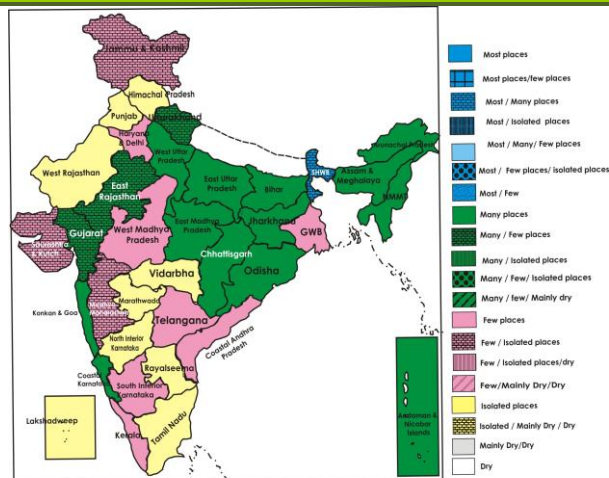 Jammu & Kashmir
Himachal Pradesh
Punjab
Uttarakhand
Haryana
& Delhi
West Rajasthan
West Uttar
Pradesh
East Uttar
Pradesh
East
Rajasthan
Bihar
SHWB
Assam &
Meghalaya
Arunachal Pradesh
NMMT
Gujarat
Saurashtra
& Kutch
West Madhya
Pradesh
East Madhya
Pradesh
Jharkhand
GWB
Chhattisgarh
Odisha
Vidarbha
Madhya
Maharashtra
Marathwada
Konkan & Goa
Telangana
North Interior
Karnataka
Coastal Andhra
Pradesh
Rayalseema
Coastal
Karnataka
South Interior
Karnataka
Kerala
Tamil Nadu
Lakshadweep
Andaman &
Nicobar
Islands
Most places
Most places/few places
Most / Many places
Most / Isolated places
Most / Many / Few
Most / Few places/ isolated places
Most / Few
Many places
Many / Few places
Many / Isolated places
Many / Few/ Isolated places
Many / few/ Mainly dry
Few places
Few / Isolated places
Few / Isolated places/dry
Few/Mainly Dry/Dry
Isolated places
Isolated / Mainly Dry / Dry
Mainly Dry/Dry
Dry